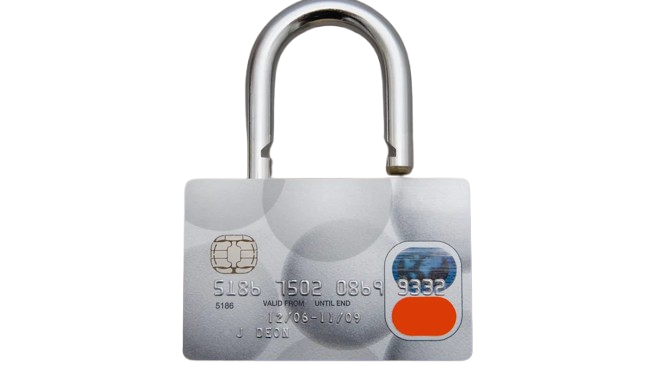 5186 7502 0869 9332
5186 VALID FROM UNTIL END
12/06-11/09
J DEON